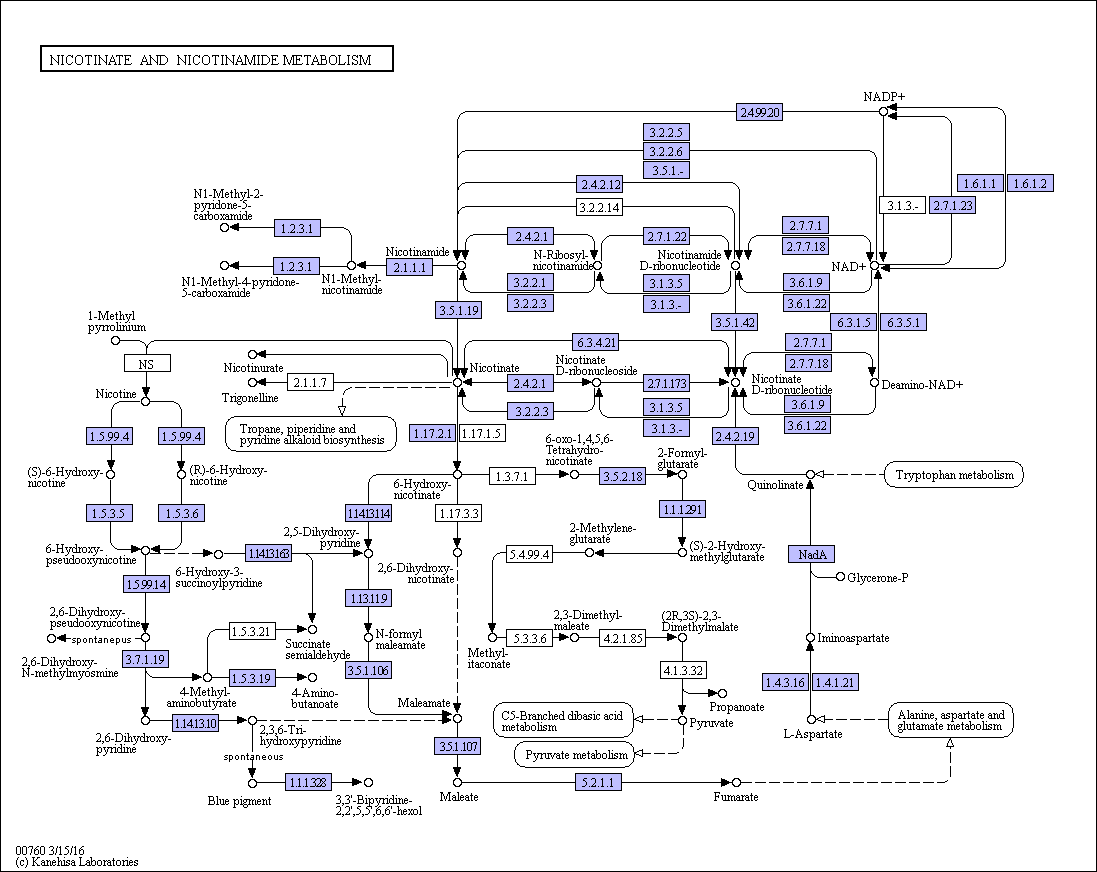 NICOTINATE AND NICOTINAMIDE METABOLISM
NADP+
2.4.99.20
3.2.2.5
3.2.2.6
3.5.1.-
2.4.2.12
3.2.2.14
1.6.1.1
1.6.1.2
3.1.3.-
2.7.1.23
N1-Methyl-2-
pyridone-5-
carboxamide
1.2.3.1
Nicotinamide
2.4.2.1
N-Ribosyl-
nicotinamide
2.7.1.22
Nicotinamide
D-ribonucleotide
2.7.7.1
2.7.7.18
NAD+
1.2.3.1
2.1.1.1
N1-Methyl-4-pyridone-
5-carboxamide
N1-Methyl-
nicotinamide
3.2.2.1
3.2.2.3
3.1.3.5
3.1.3.-
3.6.1.9
3.6.1.22
3.5.1.19
3.5.1.42
6.3.1.5
6.3.5.1
1-Methyl
pyrrolinium
NS
Nicotinurate
6.3.4.21
2.7.7.1
2.7.7.18
Nicotinate
Nicotinate
D-ribonucleoside
Nicotinate
D-ribonucleotide
Deamino-NAD+
2.1.1.7
Trigonelline
2.4.2.1
2.7.1.173
3.2.2.3
3.1.3.5
3.1.3.-
3.6.1.9
3.6.1.22
Nicotine
Tropane, piperidine and
pyridine alkaloid biosynthesis
1.17.2.1
1.17.1.5
2.4.2.19
1.5.99.4
1.5.99.4
6-oxo-1,4,5,6-
Tetrahydro-
nicotinate
2-Formyl-
glutarate
(S)-6-Hydroxy-
nicotine
(R)-6-Hydroxy-
nicotine
6-Hydroxy-
nicotinate
1.3.7.1
3.5.2.18
Quinolinate
Tryptophan metabolism
1.5.3.5
1.5.3.6
1.14.13.114
1.17.3.3
1.1.1.291
6-Hydroxy-
pseudooxynicotine
2,5-Dihydroxy-
pyridine
1.14.13.163
6-Hydroxy-3-
succinoylpyridine
2,6-Dihydroxy-
nicotinate
2-Methylene-
glutarate
5.4.99.4
(S)-2-Hydroxy-
methylglutarate
NadA
Glycerone-P
1.5.99.14
1.13.11.9
2,6-Dihydroxy-
pseudooxynicotine
spontanepus
1.5.3.21
Succinate
semialdehyde
N-formyl
maleamate
2,3-Dimethyl-
maleate
(2R,3S)-2,3-
Dimethylmalate
5.3.3.6
4.2.1.85
Methyl-
itaconate
Iminoaspartate
2,6-Dihydroxy-
N-methylmyosmine
3.7.1.19
1.5.3.19
4-Methyl-
aminobutyrate
4-Amino-
butanoate
3.5.1.106
4.1.3.32
1.4.3.16
1.4.1.21
Maleamate
Propanoate
1.14.13.10
2,6-Dihydroxy-
pyridine
2,3,6-Tri-
hydroxypyridine
C5-Branched dibasic acid
metabolism
Pyruvate
L-Aspartate
Alanine, aspartate and
glutamate metabolism
spontaneous
3.5.1.107
Pyruvate metabolism
Blue pigment
1.1.1.328
3,3'-Bipyridine-
2,2',5,5',6,6'-hexol
Maleate
5.2.1.1
Fumarate
00760 3/15/16
(c) Kanehisa Laboratories